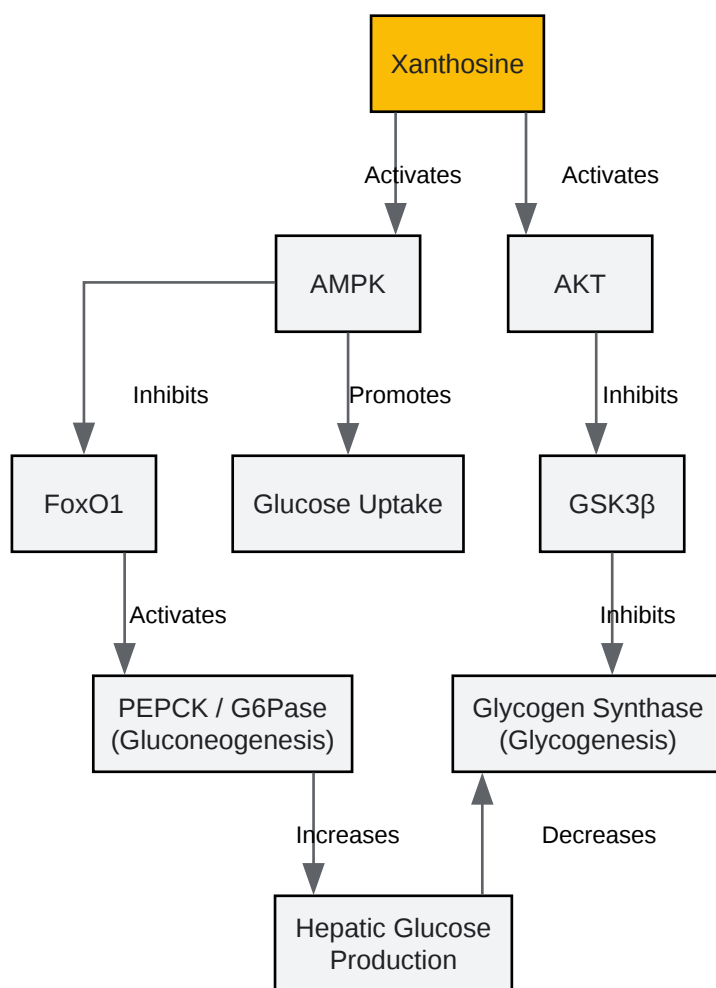 Xanthosine
Activates
Activates
AMPK
AKT
Inhibits
Promotes
Inhibits
FoxO1
Glucose Uptake
GSK3β
Activates
Inhibits
PEPCK / G6Pase
(Gluconeogenesis)
Glycogen Synthase
(Glycogenesis)
Increases
Decreases
Hepatic Glucose
Production